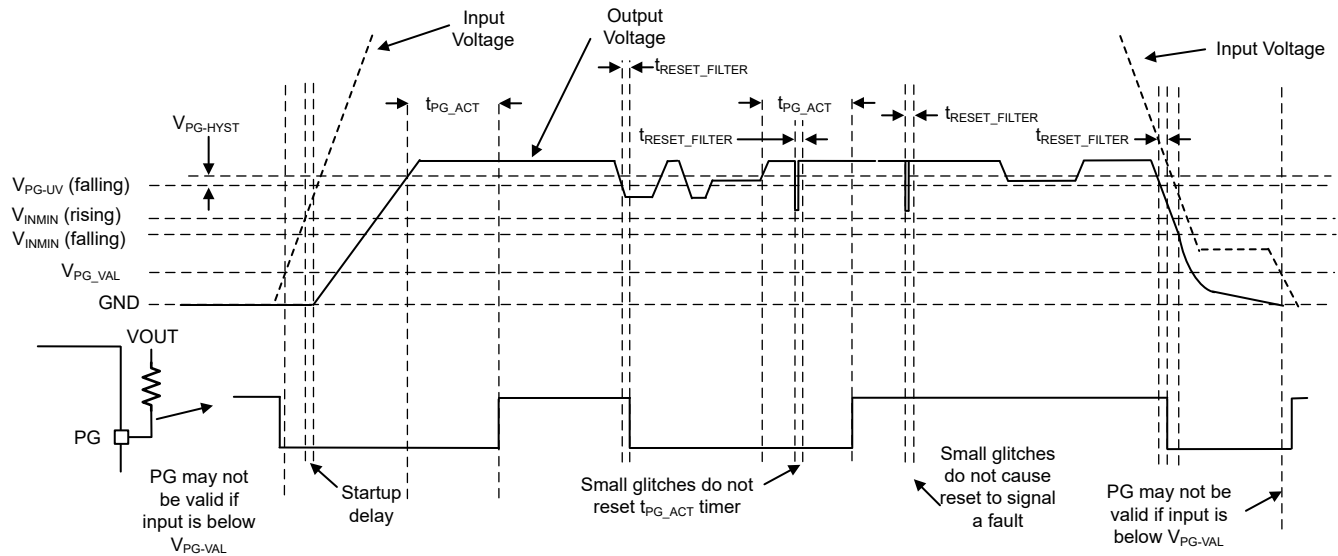 Input
Voltage
Output
Voltage
Input Voltage
tRESET_FILTER
tPG_ACT
tPG_ACT
tRESET_FILTER
tRESET_FILTER
tRESET_FILTER
VPG-HYST
VPG-UV (falling)
VINMIN (rising)
VINMIN (falling)
VPG_VAL
GND
VOUT
PG
PG may not
be valid if
input is below
VPG-VAL
Startup
delay
Small glitches do not
reset tPG_ACT timer
Small glitches
do not cause
reset to signal
a fault
PG may not be
valid if input is
below VPG-VAL